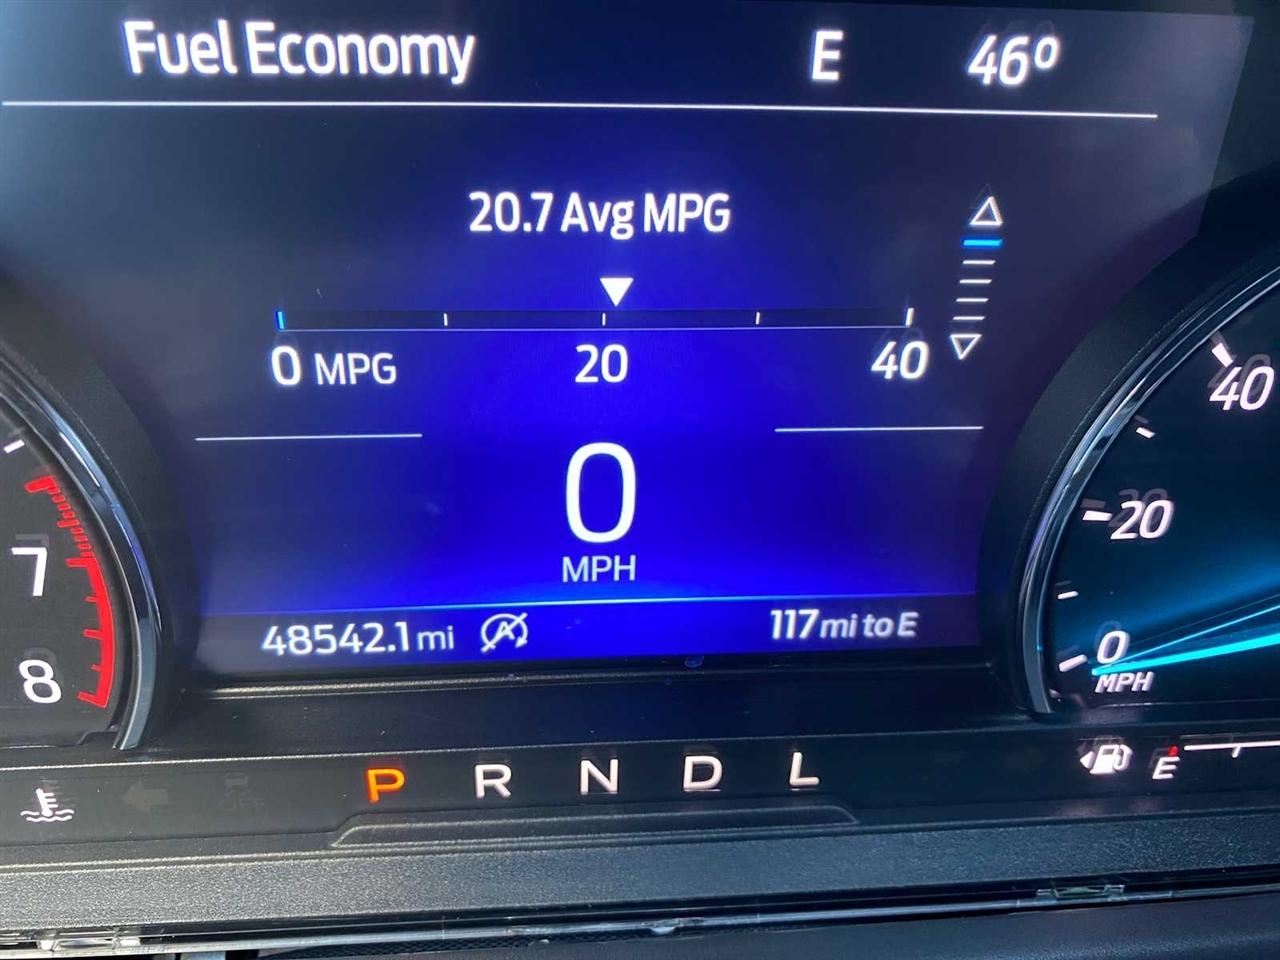 Fuel Economy E 46°
20.7 Avg MPG
0 MPG 20 40
0
MPH
48542.1 mi 117 mi to E
7
8
40
20
0
MPH
P R N D L
E